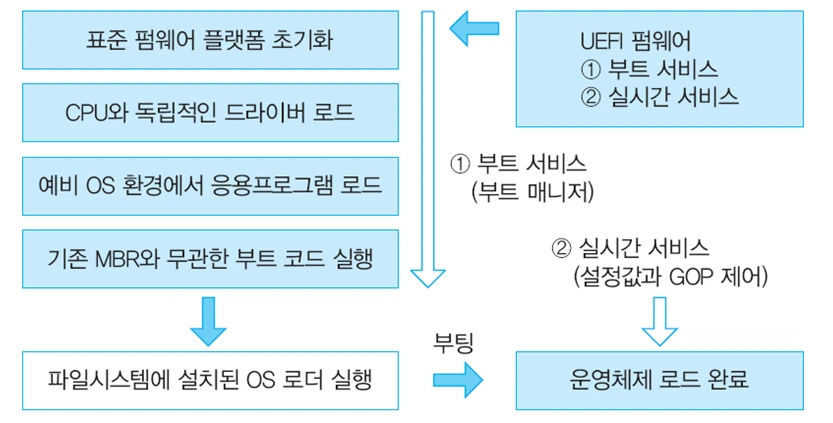 표준 펌웨어 플랫폼 초기화
CPU와 독립적인 드라이버 로드
예비 OS 환경에서 응용프로그램 로드
기존 MBR와 무관한 부트 코드 실행
파일시스템에 설치된 OS 로더 실행
UEFI 펌웨어
① 부트 서비스
② 실시간 서비스
① 부트 서비스
(부트 매니저)
② 실시간 서비스
(설정값과 GOP 제어)
부팅
운영체제 로드 완료